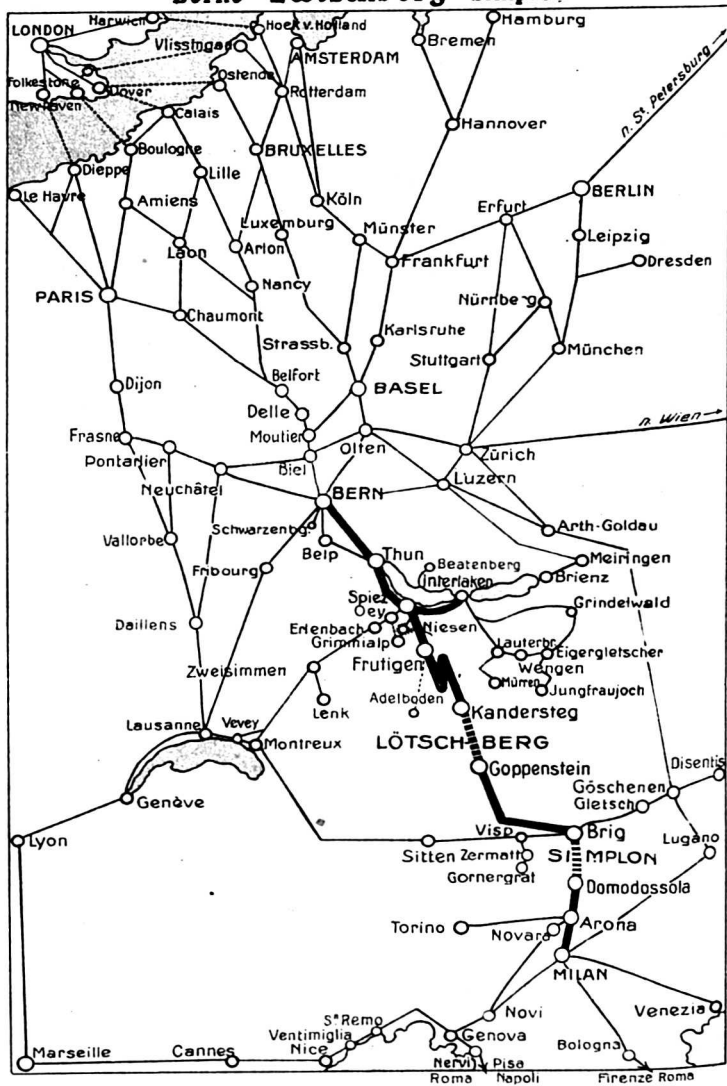 Harwich
Hoek v. Holland
Hamburg
LONDON
Vlissingen
AMSTERDAM
Bremen
Folkestone
Ostende
Rotterdam
Newhaven
Dover
n. St. Petersburg
Calais
Hannover
Boulogne
BRUXELLES
Dieppe
Lille
BERLIN
Le Havre
Amiens
Köln
Erfurt
Luxemburg
Münster
Leipzig
Laon
Arlon
Frankfurt
Dresden
Nancy
Nürnberg
PARIS
Chaumont
Karlsruhe
Strassb.
Stuttgart
München
Belfort
Dijon
BASEL
Delle
n. Wien
Frasne
Moutier
Olten
Pontarlier
Biel
Zürich
Neuchâtel
Luzern
BERN
Schwarzenbg.
Arth-Goldau
Vallorbe
Belp
Thun
Beatenberg
Meiringen
Fribourg
Interlaken
Brienz
Spiez
Oey
Grindelwald
Daillens
Erlenbach
Niesen
Grimmialp
Lauterbr.
Eigergletscher
Zweisimmen
Frutigen
Wengen
Mürren
Jungfraujoch
Lenk
Adelboden
Kandersteg
Lausanne
Vevey
Montreux
LÖTSCHBERG
Disentis
Goppenstein
Göschenen
Genève
Gletsch
Visp
Brig
Lyon
Sitten
Zermatt
SIMPLON
Lugano
Gornergrat
Domodossola
Torino
Arona
Novara
MILAN
Novi
Venezia
Sn Remo
Ventimiglia
Genova
Bologna
Marseille
Cannes
Nice
Nervi
Pisa
Roma
Napoli
Firenze Roma